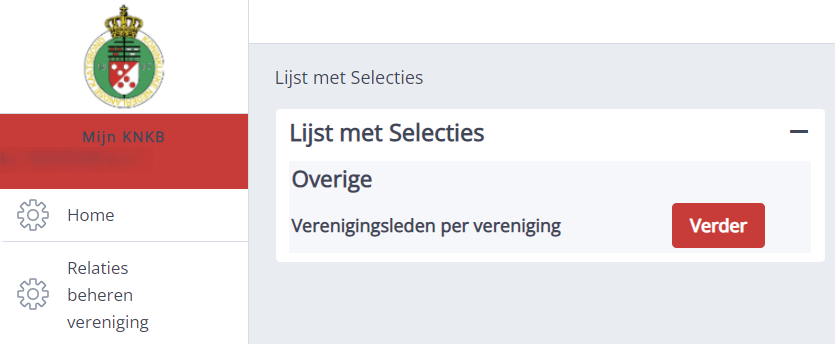 Mijn KNKB
Home
Relaties
beheren
vereniging
Lijst met Selecties
Lijst met Selecties
Overige
Verenigingsleden per vereniging
Verder